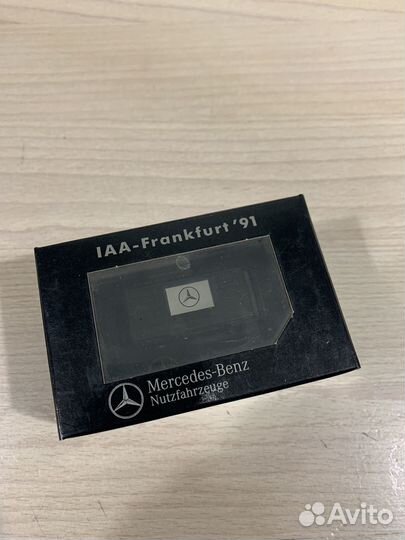 IAA-Frankfurt '91
Mercedes-Benz
Nutzfahrzeuge
Avito